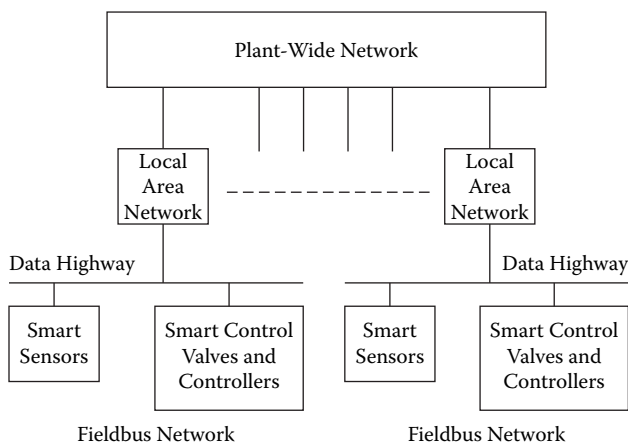 Plant-Wide Network
Local
Area
Network
Local
Area
Network
Data Highway
Data Highway
Smart
Sensors
Smart Control
Valves and
Controllers
Smart
Sensors
Smart Control
Valves and
Controllers
Fieldbus Network
Fieldbus Network